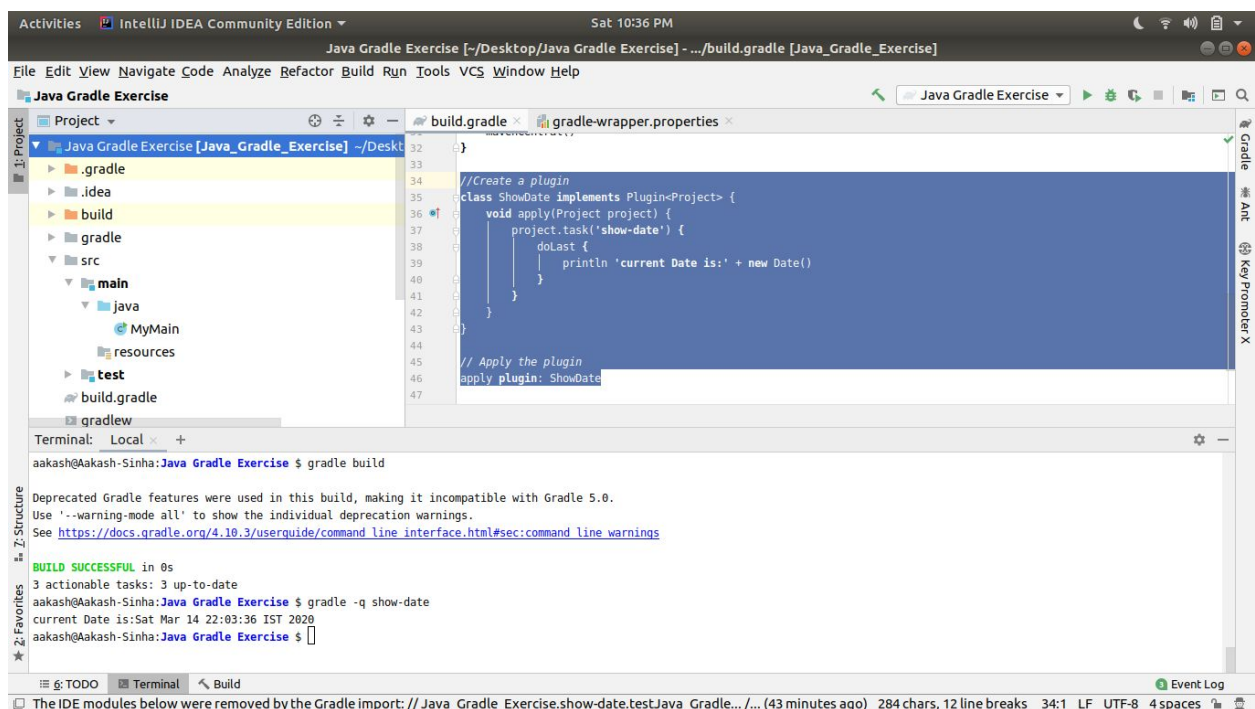 Activities IntelliJ IDEA Community Edition Sat 10:36 PM
Java Gradle Exercise [~/Desktop/Java Gradle Exercise] - .../build.gradle [Java_Gradle_Exercise]
File Edit View Navigate Code Analyze Refactor Build Run Tools VCS Window Help
Java Gradle Exercise Java Gradle Exercise
1: Project
Project
Java Gradle Exercise [Java_Gradle_Exercise] ~/Deskt
.gradle
.idea
build
gradle
src
main
java
MyMain
resources
test
build.gradle
gradlew
build.gradle gradle-wrapper.properties
32 }
33
34 //Create a plugin
35 class ShowDate implements Plugin<Project> {
36 void apply(Project project) {
37 project.task('show-date') {
38 doLast {
39 println 'current Date is:' + new Date()
40 }
41 }
42 }
43 }
44
45 // Apply the plugin
46 apply plugin: ShowDate
47
Gradle
Ant
Key Promoter X
Terminal: Local +
aakash@Aakash-Sinha:Java Gradle Exercise $ gradle build
Deprecated Gradle features were used in this build, making it incompatible with Gradle 5.0.
Use '--warning-mode all' to show the individual deprecation warnings.
See https://docs.gradle.org/4.10.3/userguide/command_line_interface.html#sec:command_line_warnings
BUILD SUCCESSFUL in 0s
3 actionable tasks: 3 up-to-date
aakash@Aakash-Sinha:Java Gradle Exercise $ gradle -q show-date
current Date is:Sat Mar 14 22:03:36 IST 2020
aakash@Aakash-Sinha:Java Gradle Exercise $
7: Structure
2: Favorites
6: TODO Terminal Build 3 Event Log
The IDE modules below were removed by the Gradle import: // Java_Gradle_Exercise.show-date.testJava_Gradle... /... (43 minutes ago) 284 chars, 12 line breaks 34:1 LF UTF-8 4 spaces